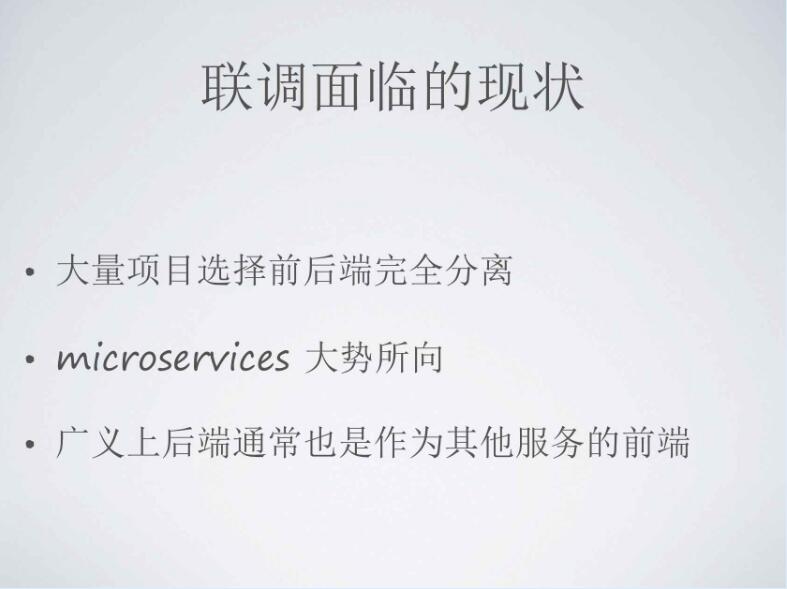 联调面临的现状
• 大量项目选择前后端完全分离
• microservices 大势所向
• 广义上后端通常也是作为其他服务的前端